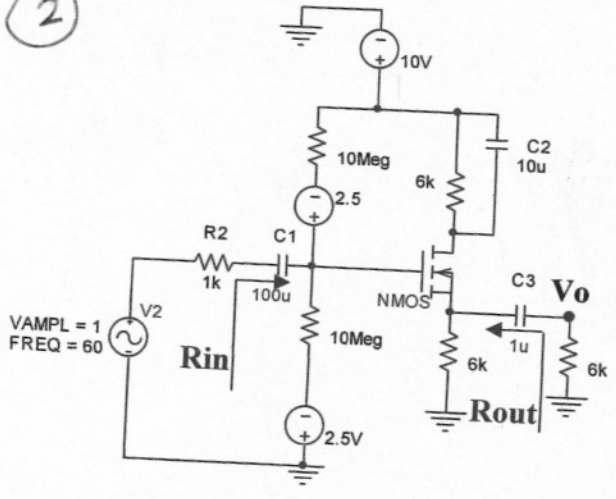 2
10V
10Meg
C2
10u
6k
2.5
R2
C1
1k
100u
NMOS
C3
Vo
VAMPL = 1
FREQ = 60
V2
Rin
10Meg
1u
6k
6k
Rout
2.5V